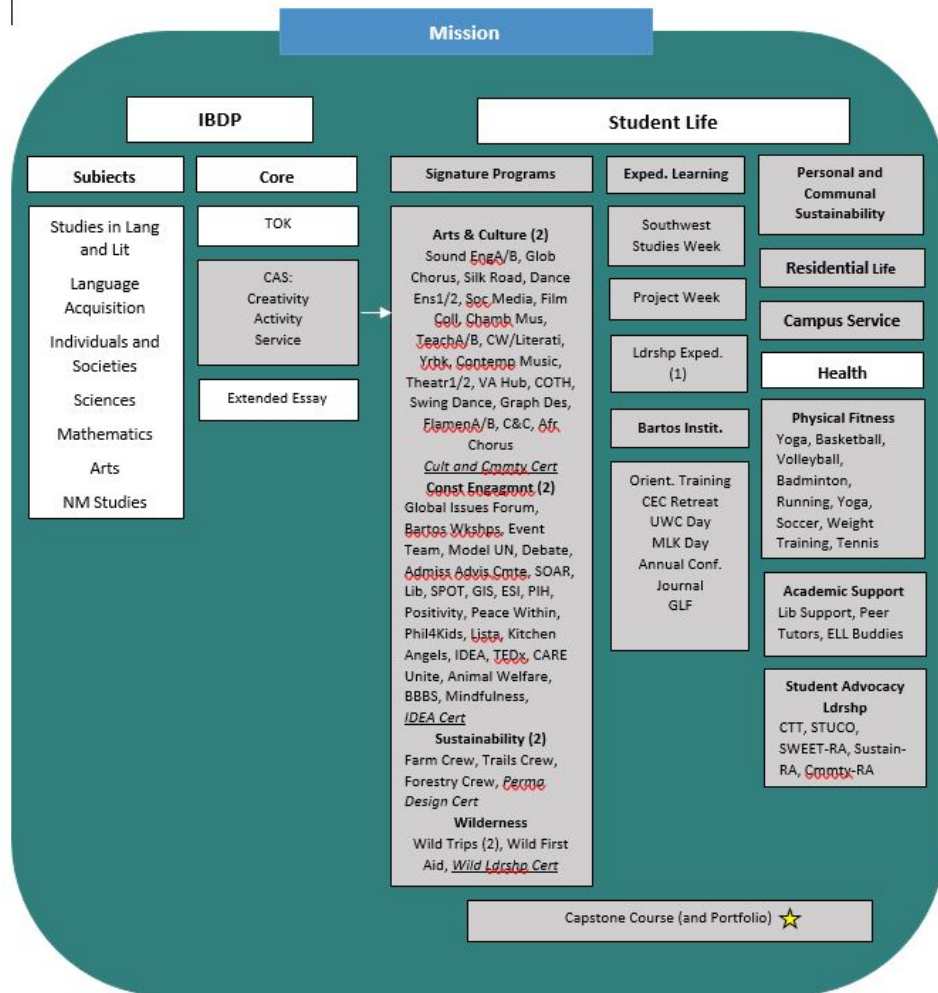 Mission
IBDP
Student Life
Subjects
Studies in Lang
and Lit
Language
Acquisition
Individuals and
Societies
Sciences
Mathematics
Arts
NM Studies
Core
TOK
CAS:
Creativity
Activity
Service
Extended Essay
Signature Programs
Arts & Culture (2)
Sound EngA/B, Glob
Chorus, Silk Road, Dance
Ens1/2, Soc Media, Film
Coll, Chamb Mus,
TeachA/B, CW/Literati,
Yrbk, Contemp Music,
Theatr1/2, VA Hub, COTH,
Swing Dance, Graph Des,
FlamenA/B, C&C, Afr
Chorus
Cult and Cmmty Cert
Const Engagmnt (2)
Global Issues Forum,
Bartos Wkshps, Event
Team, Model UN, Debate,
Admiss Advis Cmte, SOAR,
Lib, SPOT, GIS, ESI, PIH,
Positivity, Peace Within,
Phil4Kids, Lista, Kitchen
Angels, IDEA, TEDx, CARE
Unite, Animal Welfare,
BBBS, Mindfulness,
IDEA Cert
Sustainability (2)
Farm Crew, Trails Crew,
Forestry Crew, Perma
Design Cert
Wilderness
Wild Trips (2), Wild First
Aid, Wild Ldrshp Cert
Exped. Learning
Southwest
Studies Week
Project Week
Ldrshp Exped.
(1)
Bartos Instit.
Orient. Training
CEC Retreat
UWC Day
MLK Day
Annual Conf.
Journal
GLF
Personal and
Communal
Sustainability
Residential Life
Campus Service
Health
Physical Fitness
Yoga, Basketball,
Volleyball,
Badminton,
Running, Yoga,
Soccer, Weight
Training, Tennis
Academic Support
Lib Support, Peer
Tutors, ELL Buddies
Student Advocacy
Ldrshp
CTT, STUCO,
SWEET-RA, Sustain-
RA, Cmmty-RA
Capstone Course (and Portfolio)